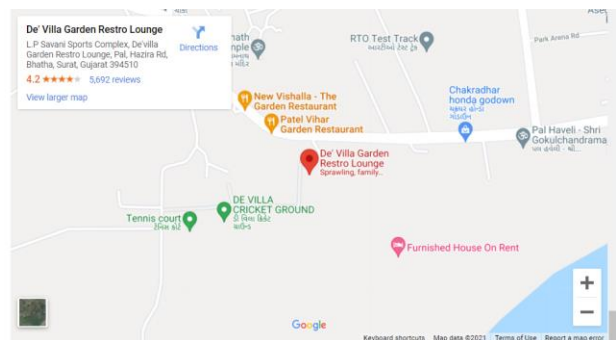 De' Villa Garden Restro Lounge
L.P Savani Sports Complex, De'villa
Garden Restro Lounge, Pal, Hazira Rd,
Bhatha, Surat, Gujarat 394510
4.2
5,692 reviews
View larger map
Directions
RTO Test Track
Park Arena Rd
New Vishalla - The
Garden Restaurant
Patel Vihar
Garden Restaurant
Chakradhar
honda godown
Pal Haveli - Shri
Gokulchandrama
De' Villa Garden
Restro Lounge
Sprawling, family...
DE VILLA
CRICKET GROUND
Tennis court
ટેનિસ કોર્ટ
Furnished House On Rent
+
−
Google
Keyboard shortcuts
Map data ©2021
Terms of Use
Report a map error